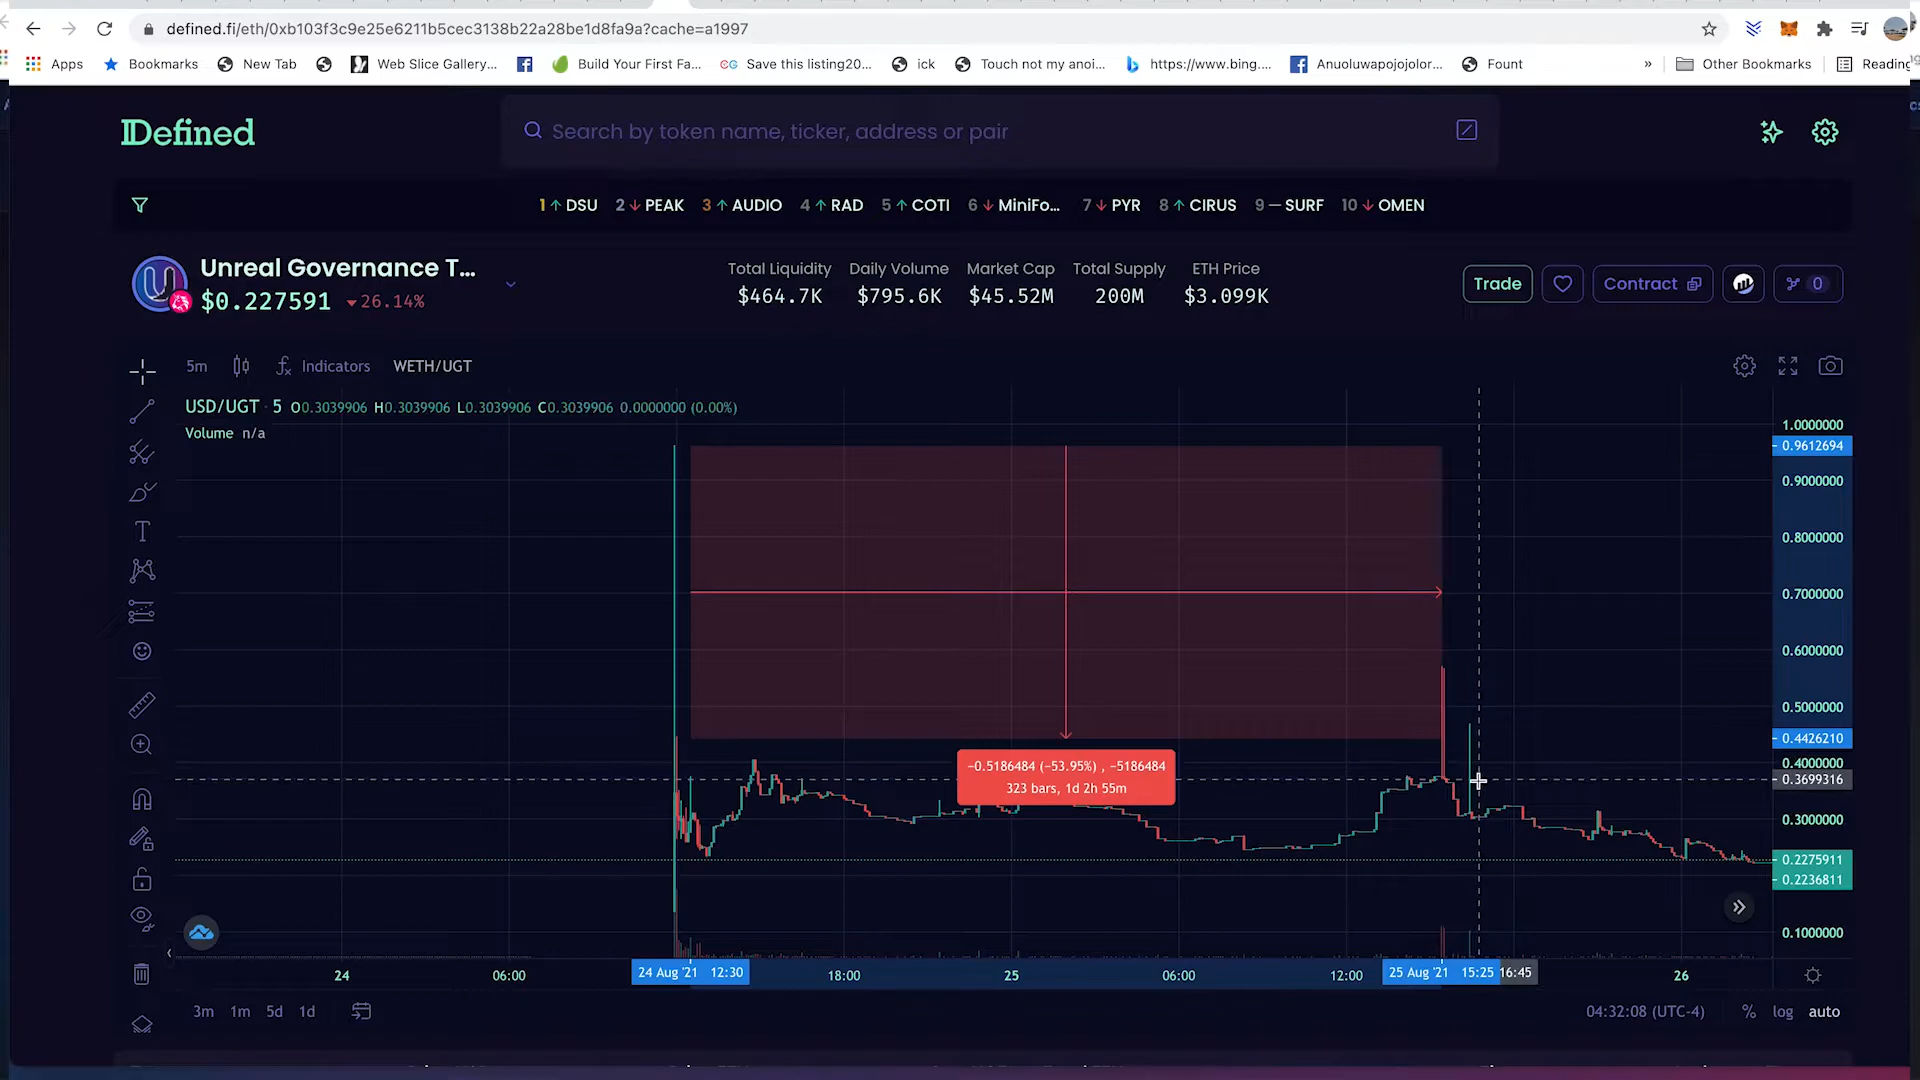 defined.fi/eth/0xb103f3c9e25e6211b5cec3138b22a28be1d8fa9a?cache=a1997
Apps Bookmarks New Tab Web Slice Gallery... Build Your First Fa... CG Save this listing20... ick Touch not my anoi... https://www.bing.... Anuoluwapojojolor... Fount » Other Bookmarks Reading
Defined
Search by token name, ticker, address or pair
1 ↑ DSU 2 ↓ PEAK 3 ↑ AUDIO 4 ↑ RAD 5 ↑ COTI 6 ↓ MiniFo... 7 ↓ PYR 8 ↑ CIRUS 9 — SURF 10 ↓ OMEN
Unreal Governance T...
$0.227591 ▾26.14%
Total Liquidity Daily Volume Market Cap Total Supply ETH Price
$464.7K $795.6K $45.52M 200M $3.099K
Trade Contract 0
5m Indicators WETH/UGT
USD/UGT · 5 O0.3039906 H0.3039906 L0.3039906 C0.3039906 0.0000000 (0.00%)
Volume n/a
1.0000000
0.9612694
0.9000000
0.8000000
0.7000000
0.6000000
0.5000000
0.4426210
0.4000000
0.3699316
0.3000000
0.2275911
0.2236811
0.1000000
−0.5186484 (−53.95%) , −5186484
323 bars, 1d 2h 55m
24 06:00 24 Aug '21 12:30 18:00 25 06:00 12:00 25 Aug '21 15:25 16:45 26
3m 1m 5d 1d 04:32:08 (UTC-4) % log auto